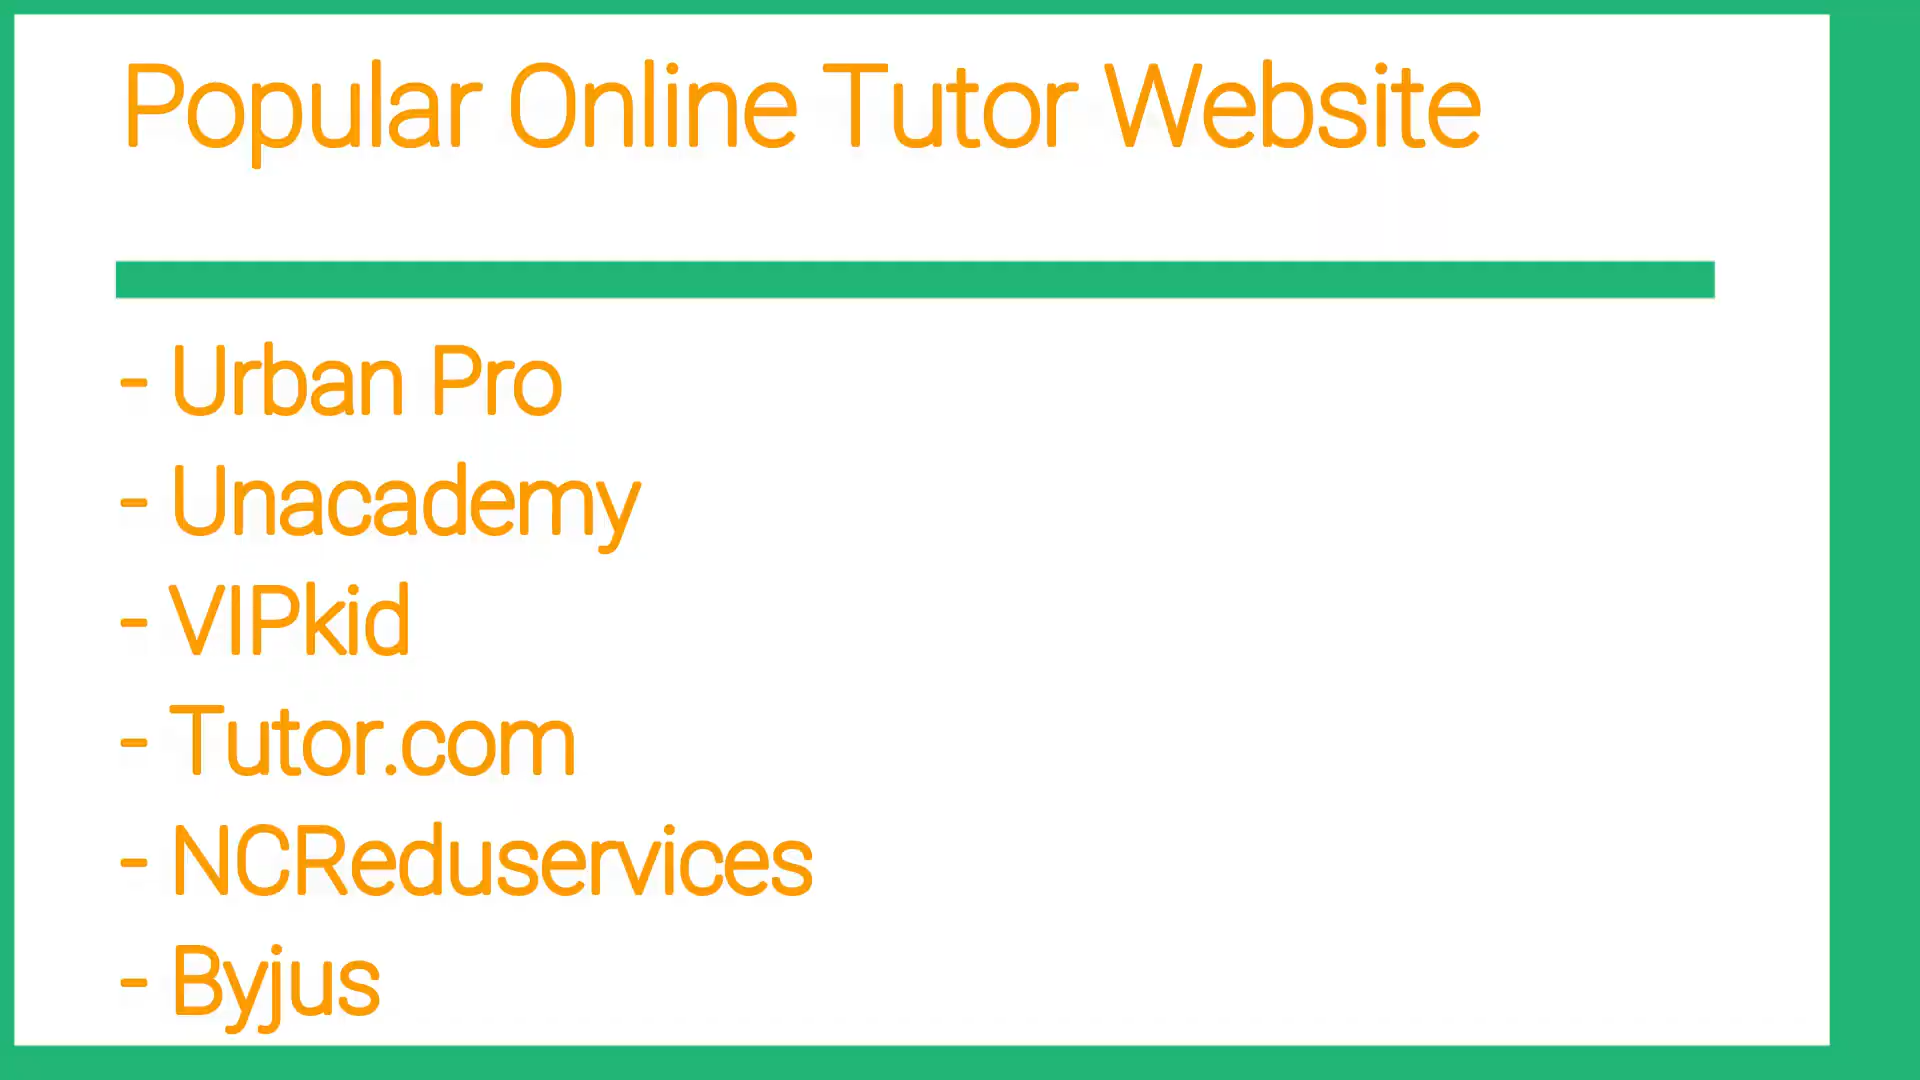 Popular Online Tutor Website
- Urban Pro
- Unacademy
- VIPkid
- Tutor.com
- NCReduservices
- Byjus